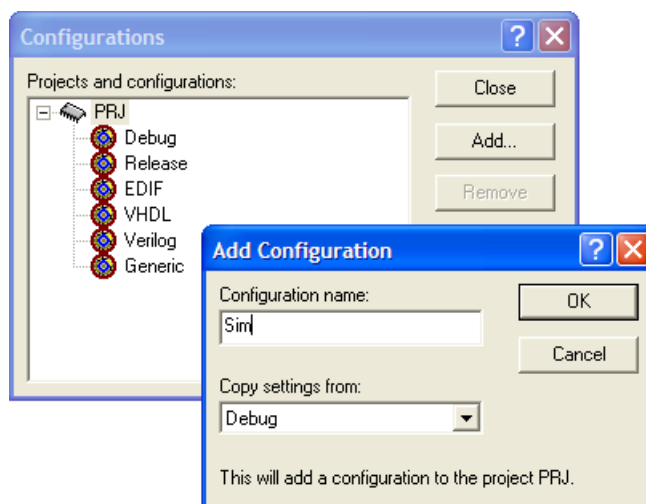 Configurations
Projects and configurations:
Close
PRJ
Debug
Add...
Release
EDIF
Remove
VHDL
Verilog
Generic
Add Configuration
Configuration name:
OK
Sim
Cancel
Copy settings from:
Debug
This will add a configuration to the project PRJ.